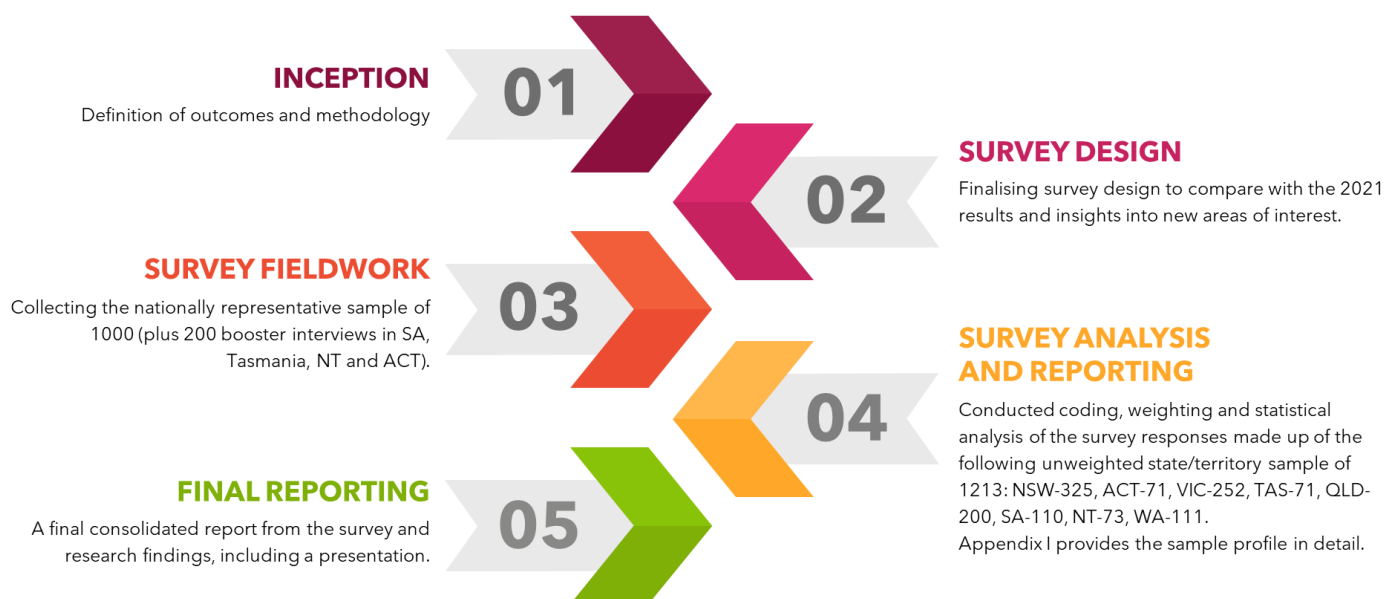 INCEPTION
Definition of outcomes and methodology
01
02
SURVEY DESIGN
Finalising survey design to compare with the 2021
results and insights into new areas of interest.
SURVEY FIELDWORK
Collecting the nationally representative sample of
1000 (plus 200 booster interviews in SA,
Tasmania, NT and ACT).
03
04
SURVEY ANALYSIS
AND REPORTING
Conducted coding, weighting and statistical
analysis of the survey responses made up of the
following unweighted state/territory sample of
1213: NSW-325, ACT-71, VIC-252, TAS-71, QLD-
200, SA-110, NT-73, WA-111.
Appendix I provides the sample profile in detail.
FINAL REPORTING
A final consolidated report from the survey and
research findings, including a presentation.
05